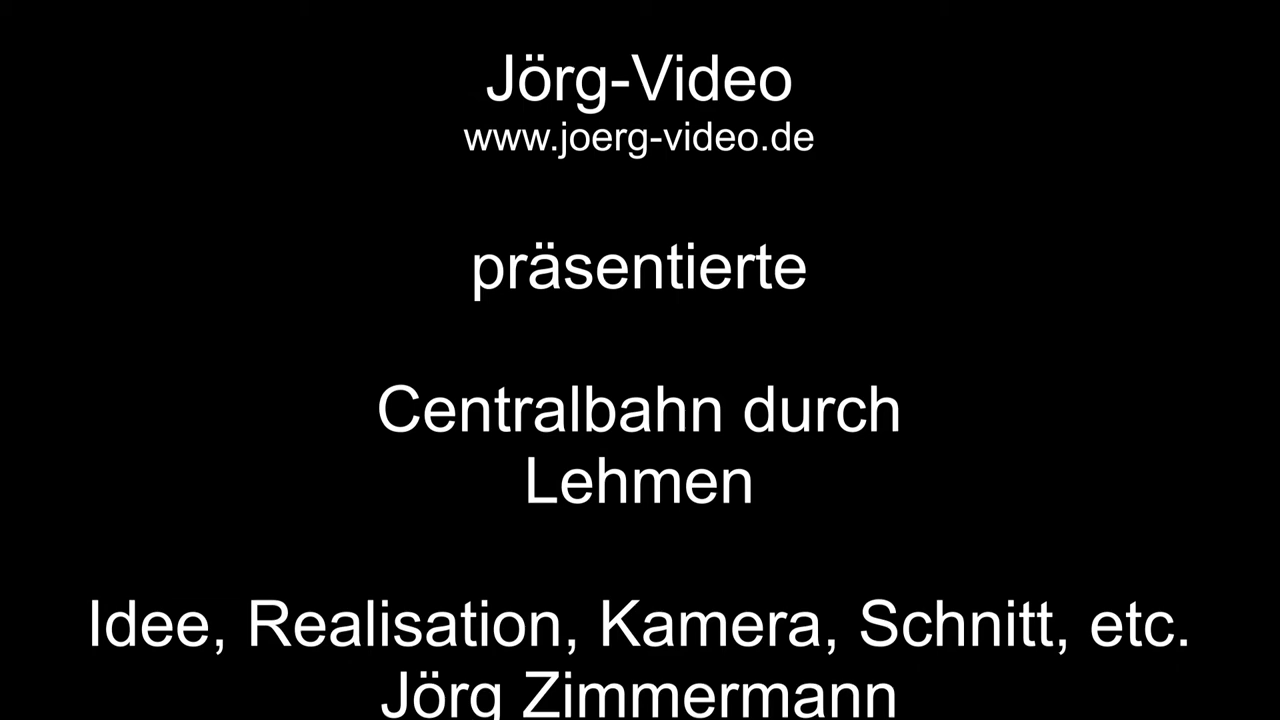 Jörg-Video
www.joerg-video.de
präsentierte
Centralbahn durch
Lehmen
Idee, Realisation, Kamera, Schnitt, etc.
Jörg Zimmermann